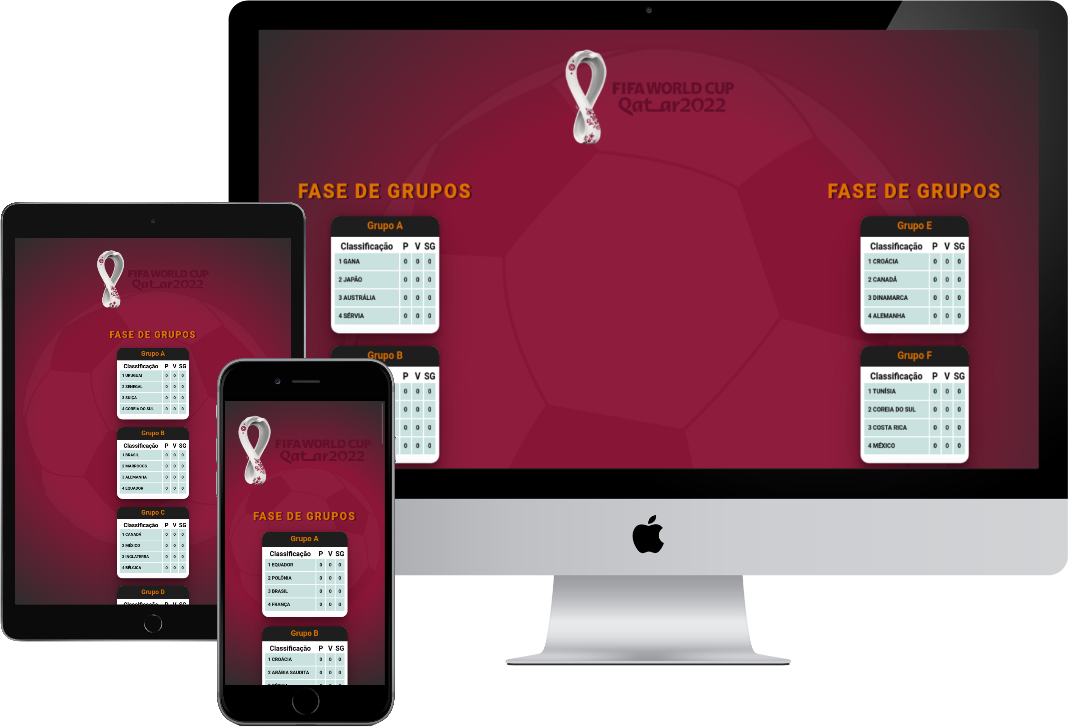 FIFA WORLD CUP
Qatar2022
FASE DE GRUPOS
Grupo A
Classificação P V SG
1 GANA 0 0 0
2 JAPÃO 0 0 0
3 AUSTRÁLIA 0 0 0
4 SÉRVIA 0 0 0
Grupo B
P V SG
0 0 0
0 0 0
0 0 0
0 0 0
FASE DE GRUPOS
Grupo E
Classificação P V SG
1 CROÁCIA 0 0 0
2 CANADÁ 0 0 0
3 DINAMARCA 0 0 0
4 ALEMANHA 0 0 0
Grupo F
Classificação P V SG
1 TUNÍSIA 0 0 0
2 COREIA DO SUL 0 0 0
3 COSTA RICA 0 0 0
4 MÉXICO 0 0 0
FIFA WORLD CUP
Qatar2022
FASE DE GRUPOS
Grupo A
Classificação P V SG
1 URUGUAI 0 0 0
2 SENEGAL 0 0 0
3 SUIÇA 0 0 0
4 COREIA DO SUL 0 0 0
Grupo B
Classificação P V SG
1 BRASIL 0 0 0
2 MARROCOS 0 0 0
3 ALEMANHA 0 0 0
4 EQUADOR 0 0 0
Grupo C
Classificação P V SG
1 CANADÁ 0 0 0
2 MÉXICO 0 0 0
3 INGLATERRA 0 0 0
4 BÉLGICA 0 0 0
Grupo D
Classificação P V SG
FIFA WORLD CUP
Qatar2022
FASE DE GRUPOS
Grupo A
Classificação P V SG
1 EQUADOR 0 0 0
2 POLÔNIA 0 0 0
3 BRASIL 0 0 0
4 FRANÇA 0 0 0
Grupo B
Classificação P V SG
1 CROÁCIA 0 0 0
2 ARÁBIA SAUDITA 0 0 0